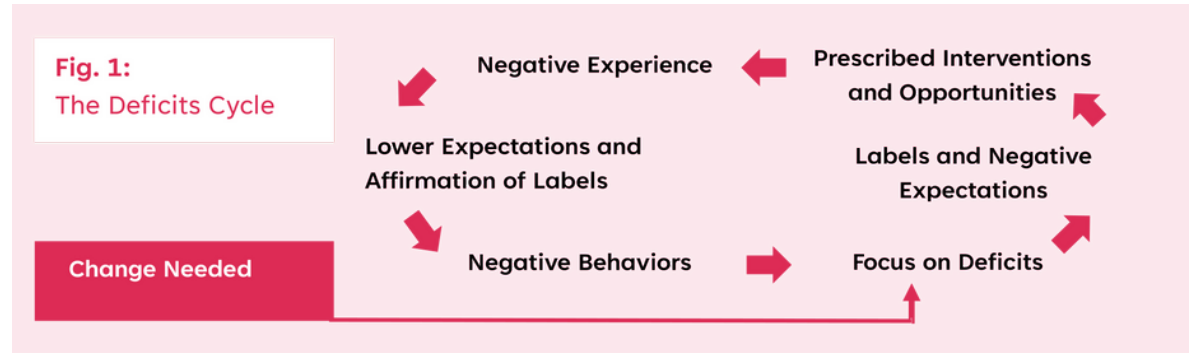 Fig. 1:
The Deficits Cycle
Negative Experience
Prescribed Interventions
and Opportunities
Lower Expectations and
Affirmation of Labels
Labels and Negative
Expectations
Change Needed
Negative Behaviors
Focus on Deficits